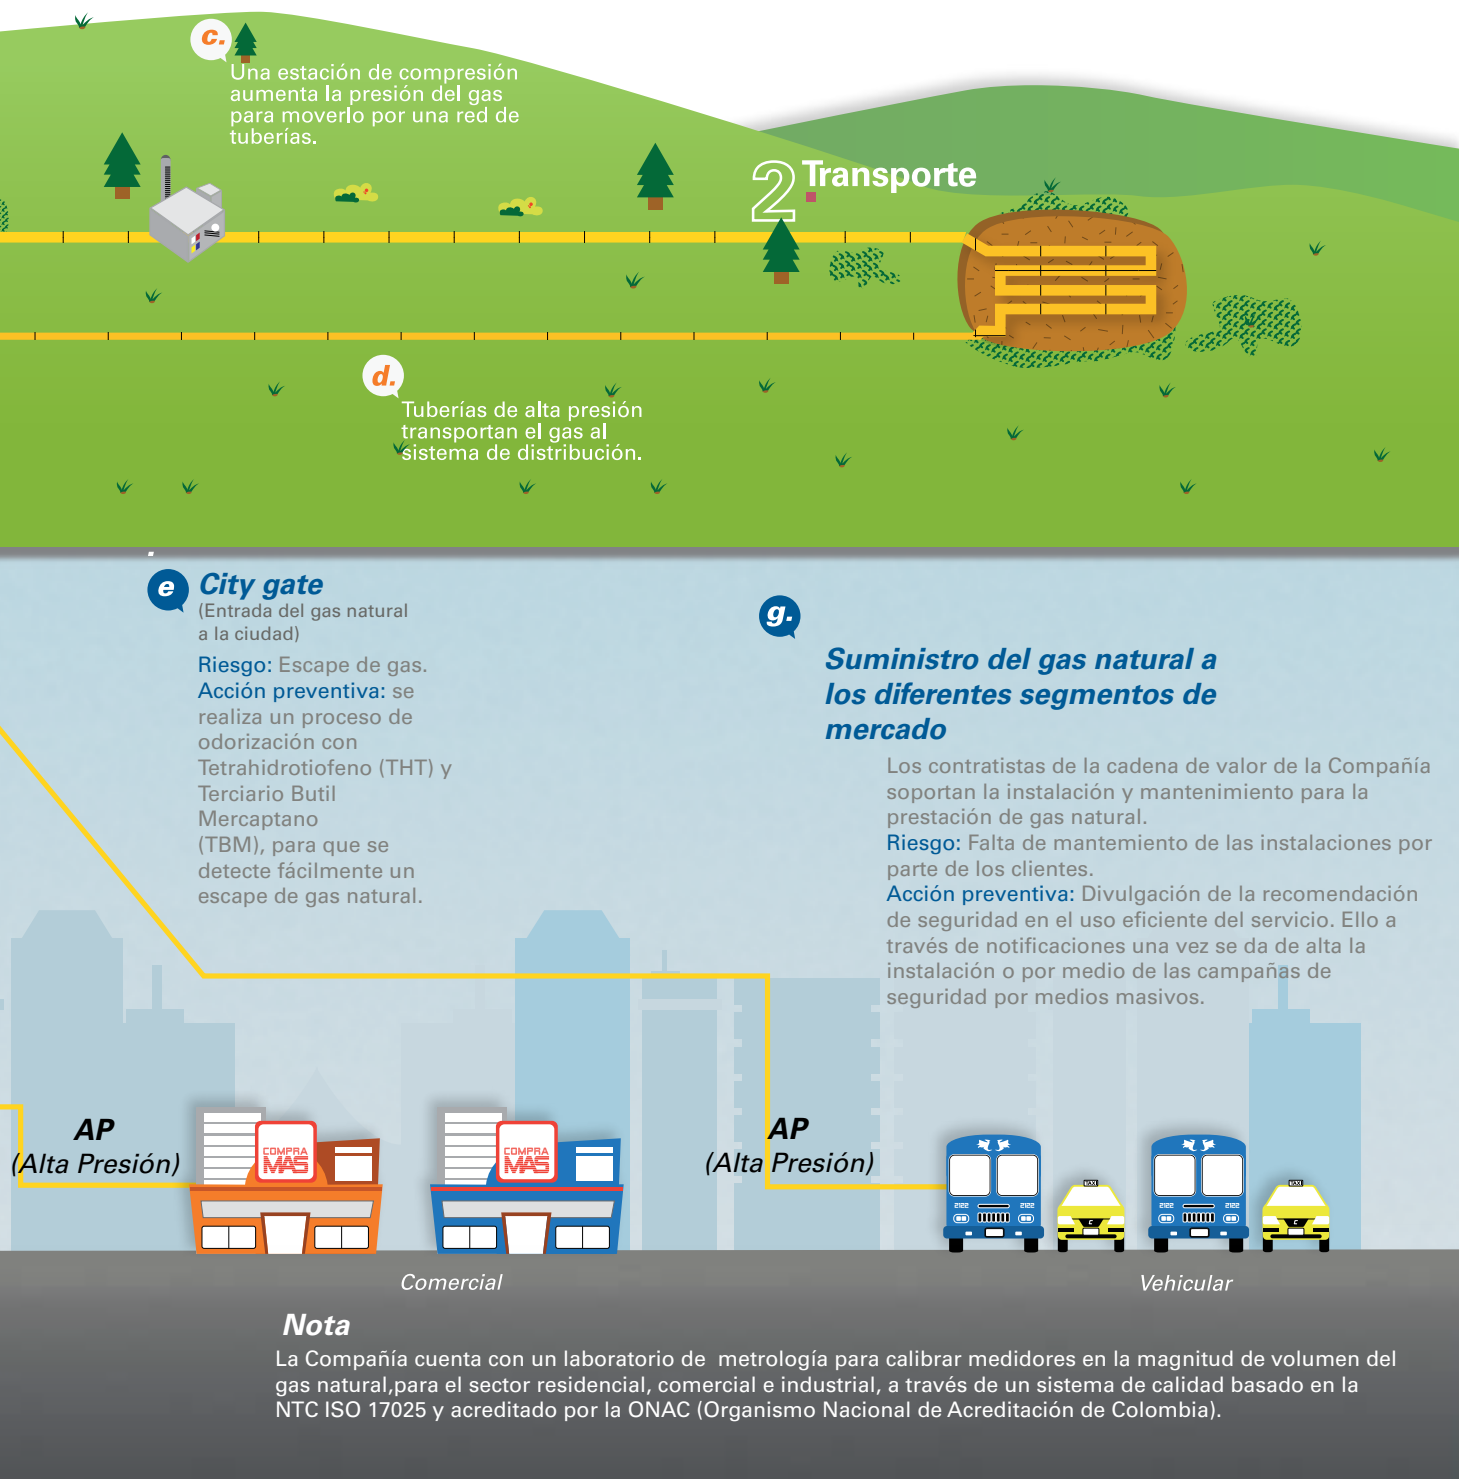 c.
Una estación de compresión
aumenta la presión del gas
para moverlo por una red de
tuberías.
2
Transporte
d.
Tuberías de alta presión
transportan el gas al
sistema de distribución.
e
City gate
(Entrada del gas natural
a la ciudad)
Riesgo: Escape de gas.
Acción preventiva: se
realiza un proceso de
odorización con
Tetrahidrotiofeno (THT) y
Terciario Butil
Mercaptano
(TBM), para que se
detecte fácilmente un
escape de gas natural.
g.
Suministro del gas natural a
los diferentes segmentos de
mercado
Los contratistas de la cadena de valor de la Compañía
soportan la instalación y mantenimiento para la
prestación de gas natural.
Riesgo: Falta de mantemiento de las instalaciones por
parte de los clientes.
Acción preventiva: Divulgación de la recomendación
de seguridad en el uso eficiente del servicio. Ello a
través de notificaciones una vez se da de alta la
instalación o por medio de las campañas de
seguridad por medios masivos.
AP
(Alta Presión)
COMPRA
MAS
COMPRA
MAS
AP
(Alta Presión)
2122 2122
TAXI
C
2122 2122
TAXI
C
Comercial
Vehicular
Nota
La Compañía cuenta con un laboratorio de  metrología para calibrar medidores en la magnitud de volumen del
gas natural,para el sector residencial, comercial e industrial, a través de un sistema de calidad basado en la
NTC ISO 17025 y acreditado por la ONAC (Organismo Nacional de Acreditación de Colombia).